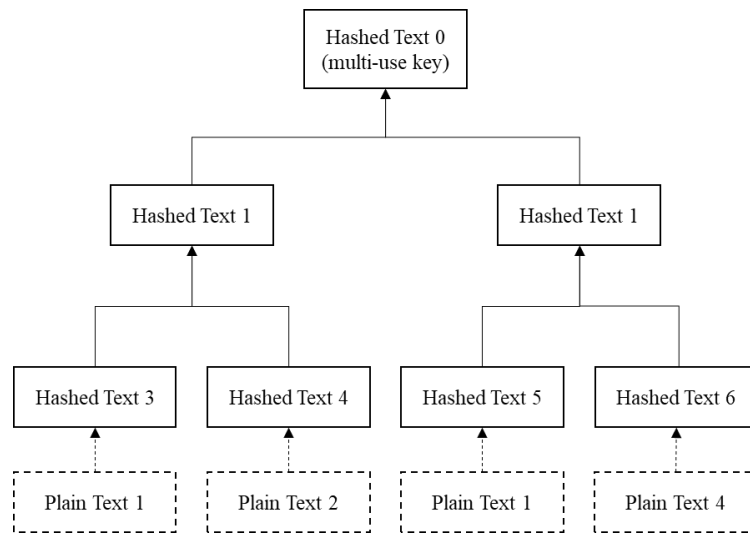 Hashed Text 0
(multi-use key)
Hashed Text 1
Hashed Text 1
Hashed Text 3
Hashed Text 4
Hashed Text 5
Hashed Text 6
Plain Text 1
Plain Text 2
Plain Text 1
Plain Text 4